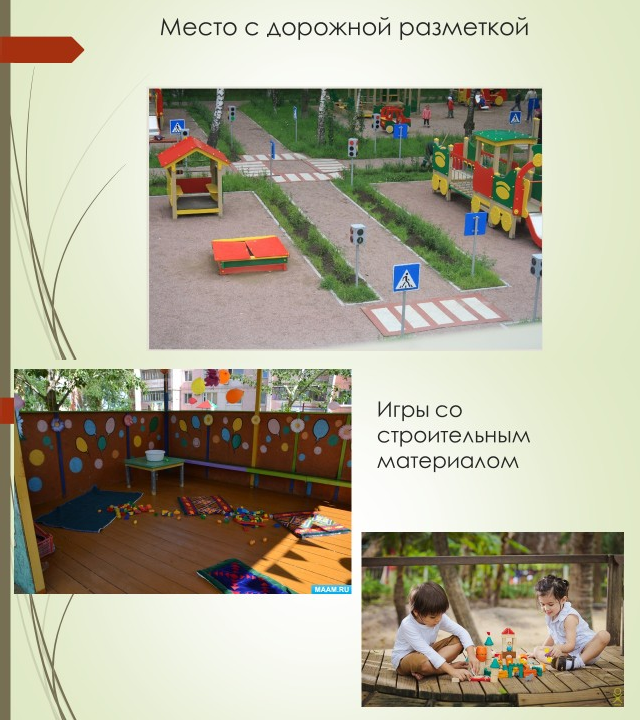 Место с дорожной разметкой
Игры со
строительным
материалом
MAAM.RU